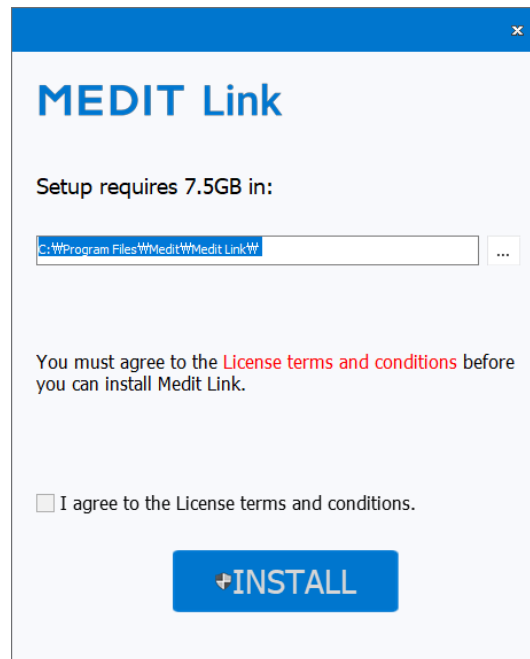 MEDIT Link
Setup requires 7.5GB in:
C:₩Program Files₩Medit₩Medit Link₩
...
You must agree to the License terms and conditions before
you can install Medit Link.
I agree to the License terms and conditions.
INSTALL